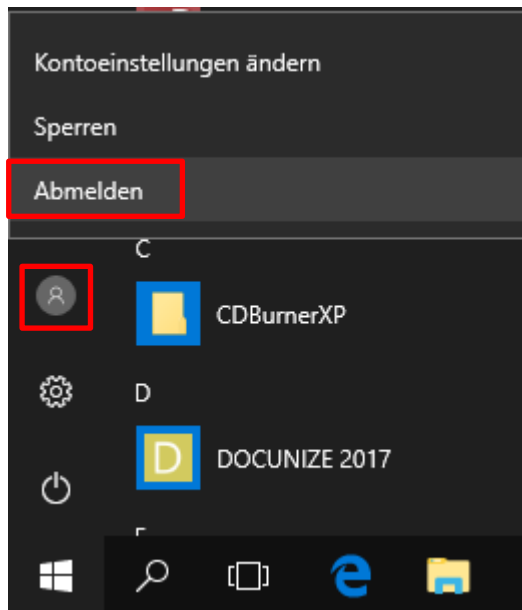 Kontoeinstellungen ändern
Sperren
Abmelden
C
CDBurnerXP
D
D
DOCUNIZE 2017